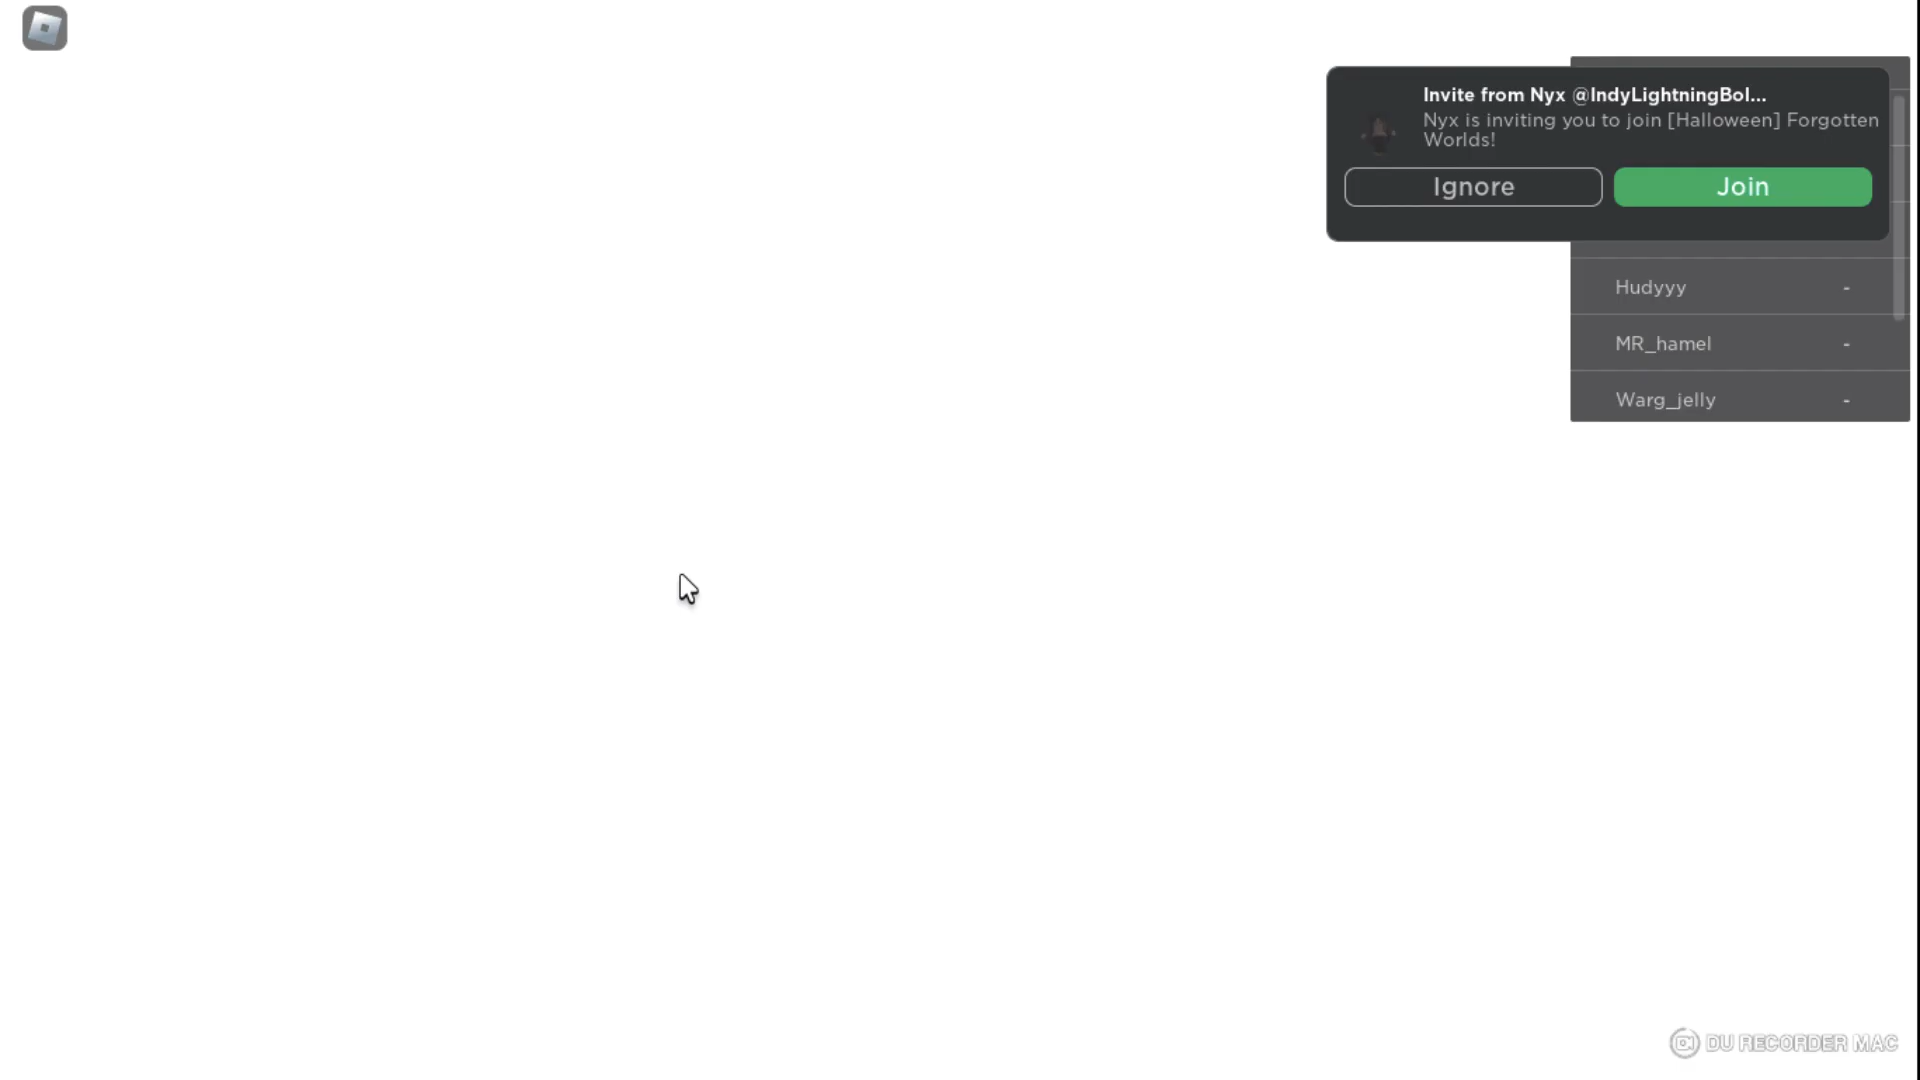 Invite from Nyx @IndyLightningBol...
Nyx is inviting you to join [Halloween] Forgotten
Worlds!
Ignore
Join
Hudyyy -
MR_hamel -
Warg_jelly -
DU RECORDER MAC